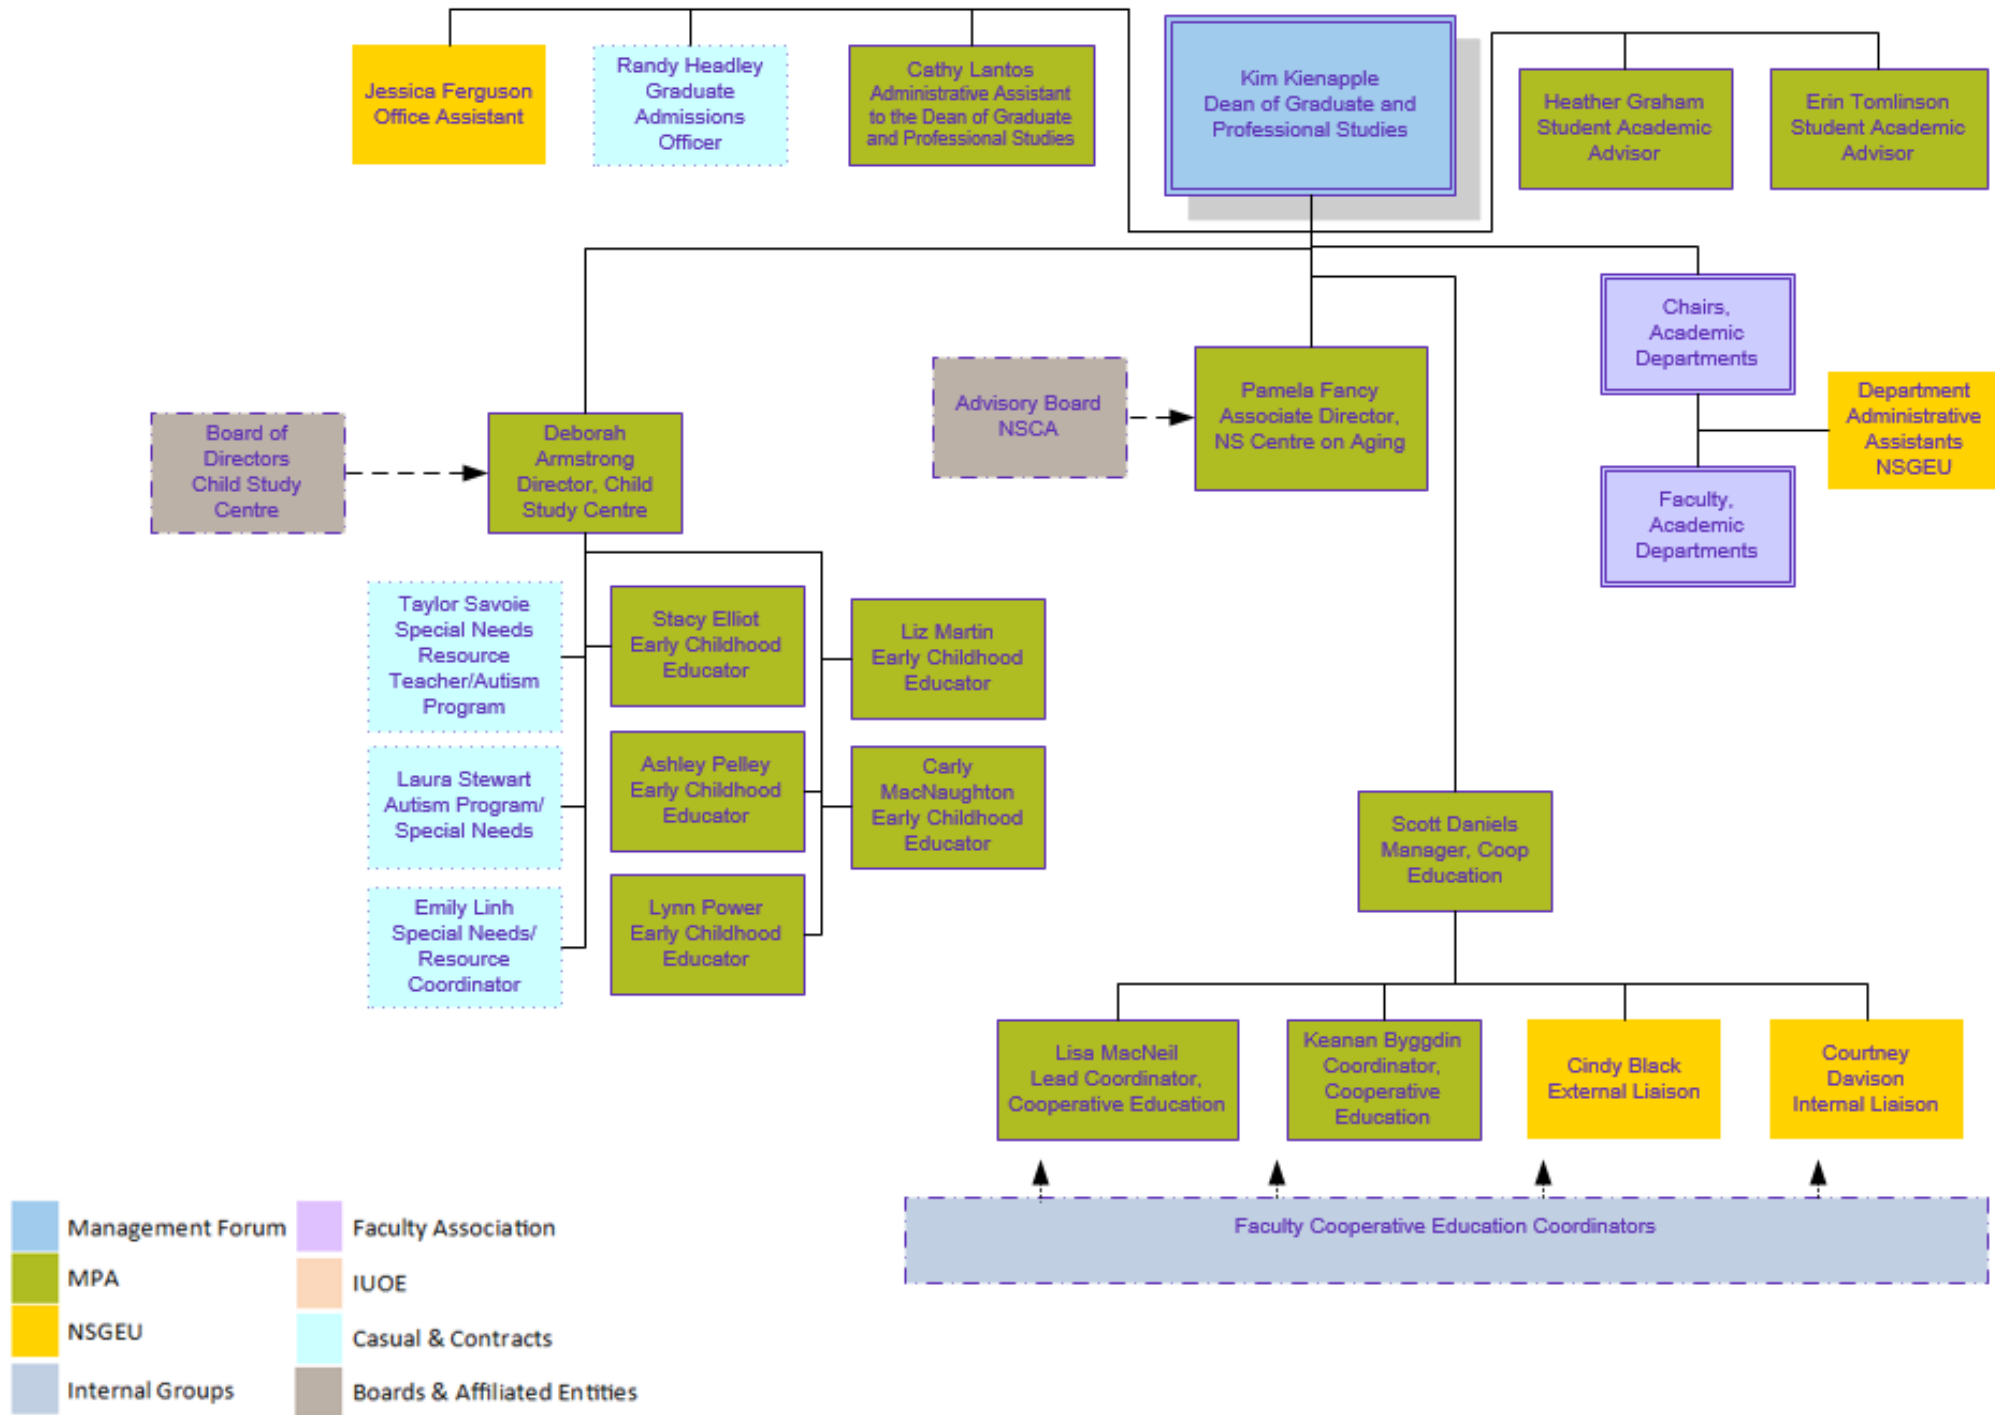 Jessica Ferguson
Office Assistant
Randy Headley
Graduate
Admissions
Officer
Cathy Lantos
Administrative Assistant
to the Dean of Graduate
and Professional Studies
Kim Kienapple
Dean of Graduate and
Professional Studies
Heather Graham
Student Academic
Advisor
Erin Tomlinson
Student Academic
Advisor
Chairs,
Academic
Departments
Department
Administrative
Assistants
NSGEU
Faculty,
Academic
Departments
Advisory Board
NSCA
Pamela Fancy
Associate Director,
NS Centre on Aging
Board of
Directors
Child Study
Centre
Deborah
Armstrong
Director, Child
Study Centre
Taylor Savoie
Special Needs
Resource
Teacher/Autism
Program
Stacy Elliot
Early Childhood
Educator
Liz Martin
Early Childhood
Educator
Laura Stewart
Autism Program/
Special Needs
Ashley Pelley
Early Childhood
Educator
Carly
MacNaughton
Early Childhood
Educator
Emily Linh
Special Needs/
Resource
Coordinator
Lynn Power
Early Childhood
Educator
Scott Daniels
Manager, Coop
Education
Lisa MacNeil
Lead Coordinator,
Cooperative Education
Keanan Byggdin
Coordinator,
Cooperative
Education
Cindy Black
External Liaison
Courtney
Davison
Internal Liaison
Faculty Cooperative Education Coordinators
Management Forum
MPA
NSGEU
Internal Groups
Faculty Association
IUOE
Casual & Contracts
Boards & Affiliated Entities